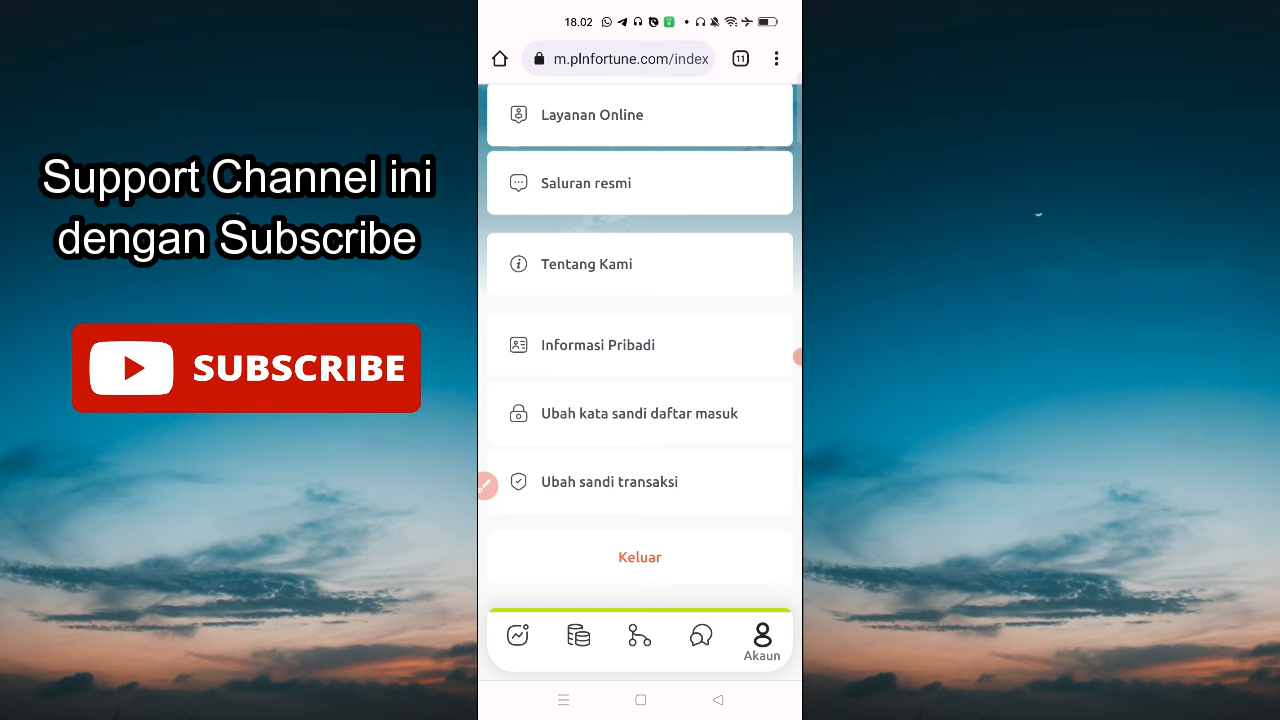 Support Channel ini
dengan Subscribe
SUBSCRIBE
18.02
m.plnfortune.com/index
11
Layanan Online
Saluran resmi
Tentang Kami
Informasi Pribadi
Ubah kata sandi daftar masuk
Ubah sandi transaksi
Keluar
Akaun